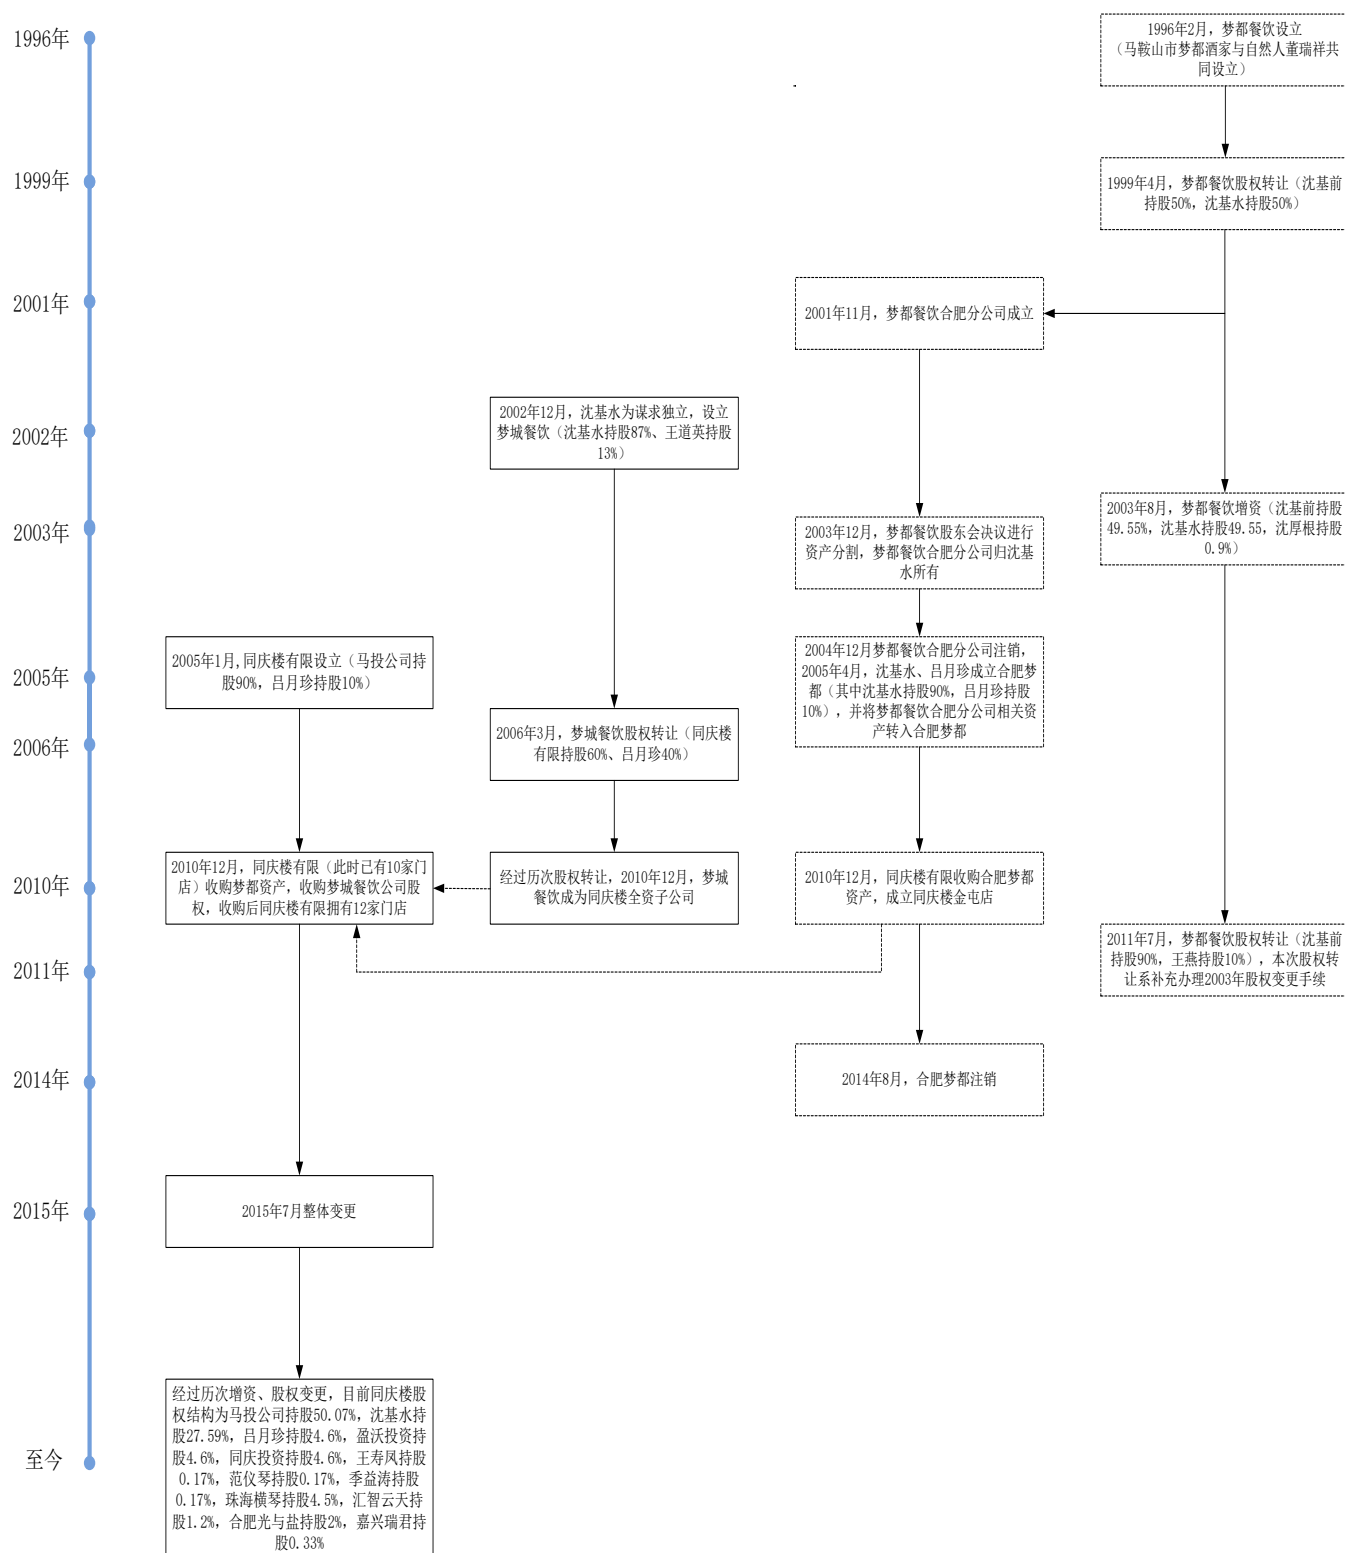 1996年
1996年2月，梦都餐饮设立
（马鞍山市梦都酒家与自然人董瑞祥共
同设立）
1999年
1999年4月，梦都餐饮股权转让（沈基前
持股50%，沈基水持股50%）
2001年
2001年11月，梦都餐饮合肥分公司成立
2002年
2002年12月，沈基水为谋求独立，设立
梦城餐饮（沈基水持股87%、王道英持股
13%）
2003年
2003年12月，梦都餐饮股东会决议进行
资产分割，梦都餐饮合肥分公司归沈基
水所有
2003年8月，梦都餐饮增资（沈基前持股
49.55%，沈基水持股49.55，沈厚根持股
0.9%）
2005年
2005年1月,同庆楼有限设立（马投公司持
股90%，吕月珍持股10%）
2004年12月梦都餐饮合肥分公司注销，
2005年4月，沈基水、吕月珍成立合肥梦
都（其中沈基水持股90%，吕月珍持股
10%），并将梦都餐饮合肥分公司相关资
产转入合肥梦都
2006年
2006年3月，梦城餐饮股权转让（同庆楼
有限持股60%、吕月珍40%）
2010年
2010年12月，同庆楼有限（此时已有10家门
店）收购梦都资产，收购梦城餐饮公司股
权，收购后同庆楼有限拥有12家门店
经过历次股权转让，2010年12月，梦城
餐饮成为同庆楼全资子公司
2010年12月，同庆楼有限收购合肥梦都
资产，成立同庆楼金屯店
2011年
2011年7月，梦都餐饮股权转让（沈基前
持股90%，王燕持股10%），本次股权转
让系补充办理2003年股权变更手续
2014年
2014年8月，合肥梦都注销
2015年
2015年7月整体变更
至今
经过历次增资、股权变更，目前同庆楼股
权结构为马投公司持股50.07%，沈基水持
股27.59%，吕月珍持股4.6%，盈沃投资持
股4.6%，同庆投资持股4.6%，王寿凤持股
0.17%，范仪琴持股0.17%，季益涛持股
0.17%，珠海横琴持股4.5%，汇智云天持
股1.2%，合肥光与盐持股2%，嘉兴瑞君持
股0.33%